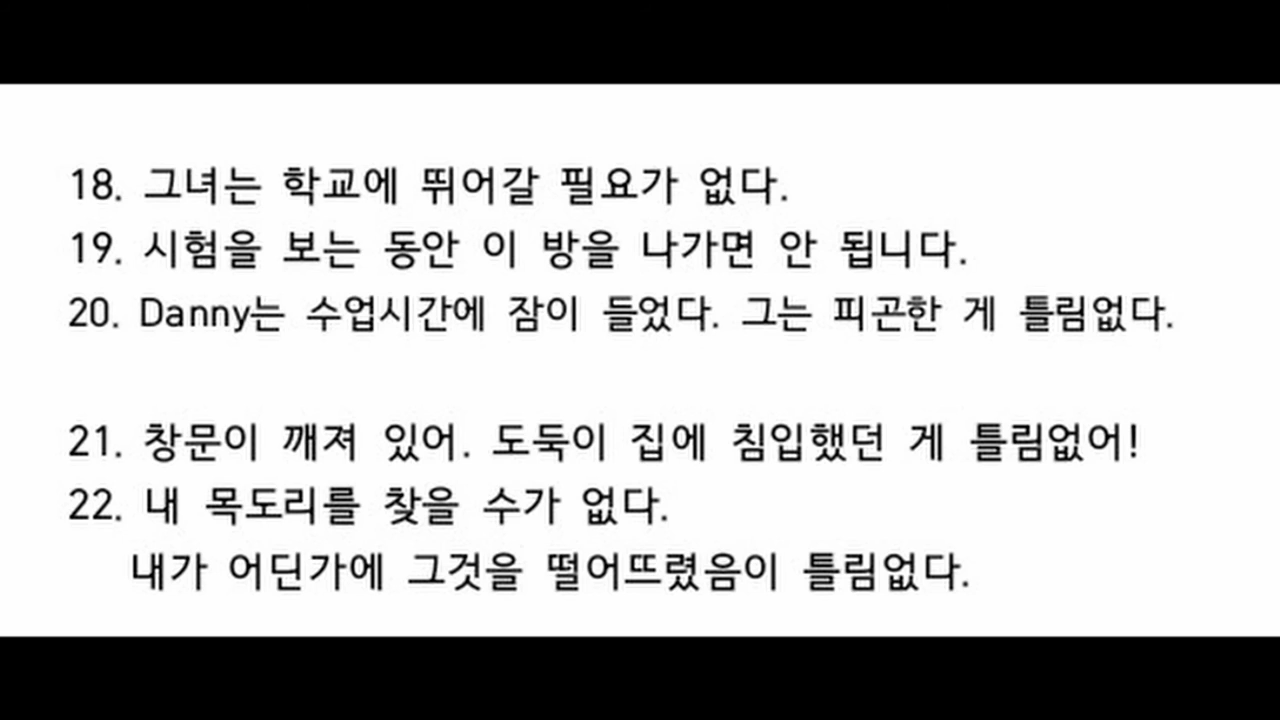 18. 그녀는 학교에 뛰어갈 필요가 없다.
19. 시험을 보는 동안 이 방을 나가면 안 됩니다.
20. Danny는 수업시간에 잠이 들었다. 그는 피곤한 게 틀림없다.
21. 창문이 깨져 있어. 도둑이 집에 침입했던 게 틀림없어!
22. 내 목도리를 찾을 수가 없다.
내가 어딘가에 그것을 떨어뜨렸음이 틀림없다.